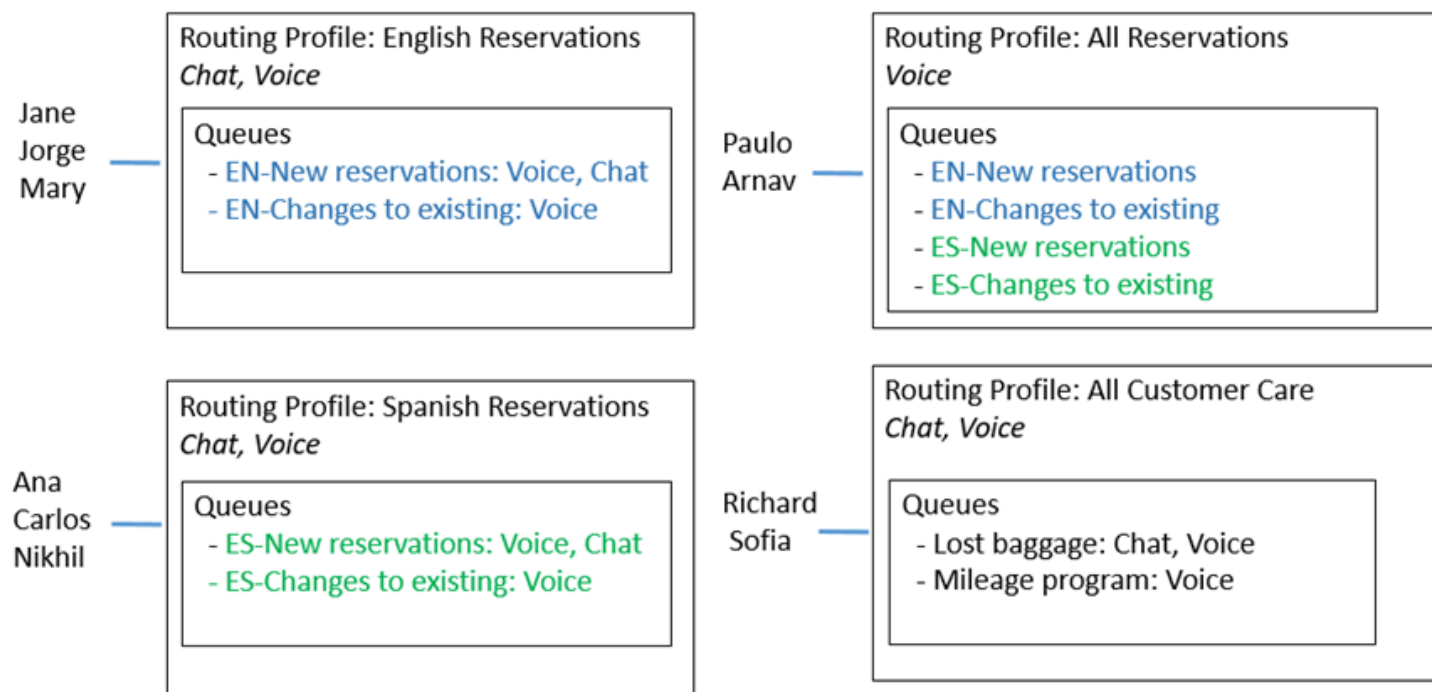 Jane
Jorge
Mary
Routing Profile: English Reservations
Chat, Voice
Queues
- EN-New reservations: Voice, Chat
- EN-Changes to existing: Voice
Paulo
Arnav
Routing Profile: All Reservations
Voice
Queues
- EN-New reservations
- EN-Changes to existing
- ES-New reservations
- ES-Changes to existing
Ana
Carlos
Nikhil
Routing Profile: Spanish Reservations
Chat, Voice
Queues
- ES-New reservations: Voice, Chat
- ES-Changes to existing: Voice
Richard
Sofia
Routing Profile: All Customer Care
Chat, Voice
Queues
- Lost baggage: Chat, Voice
- Mileage program: Voice